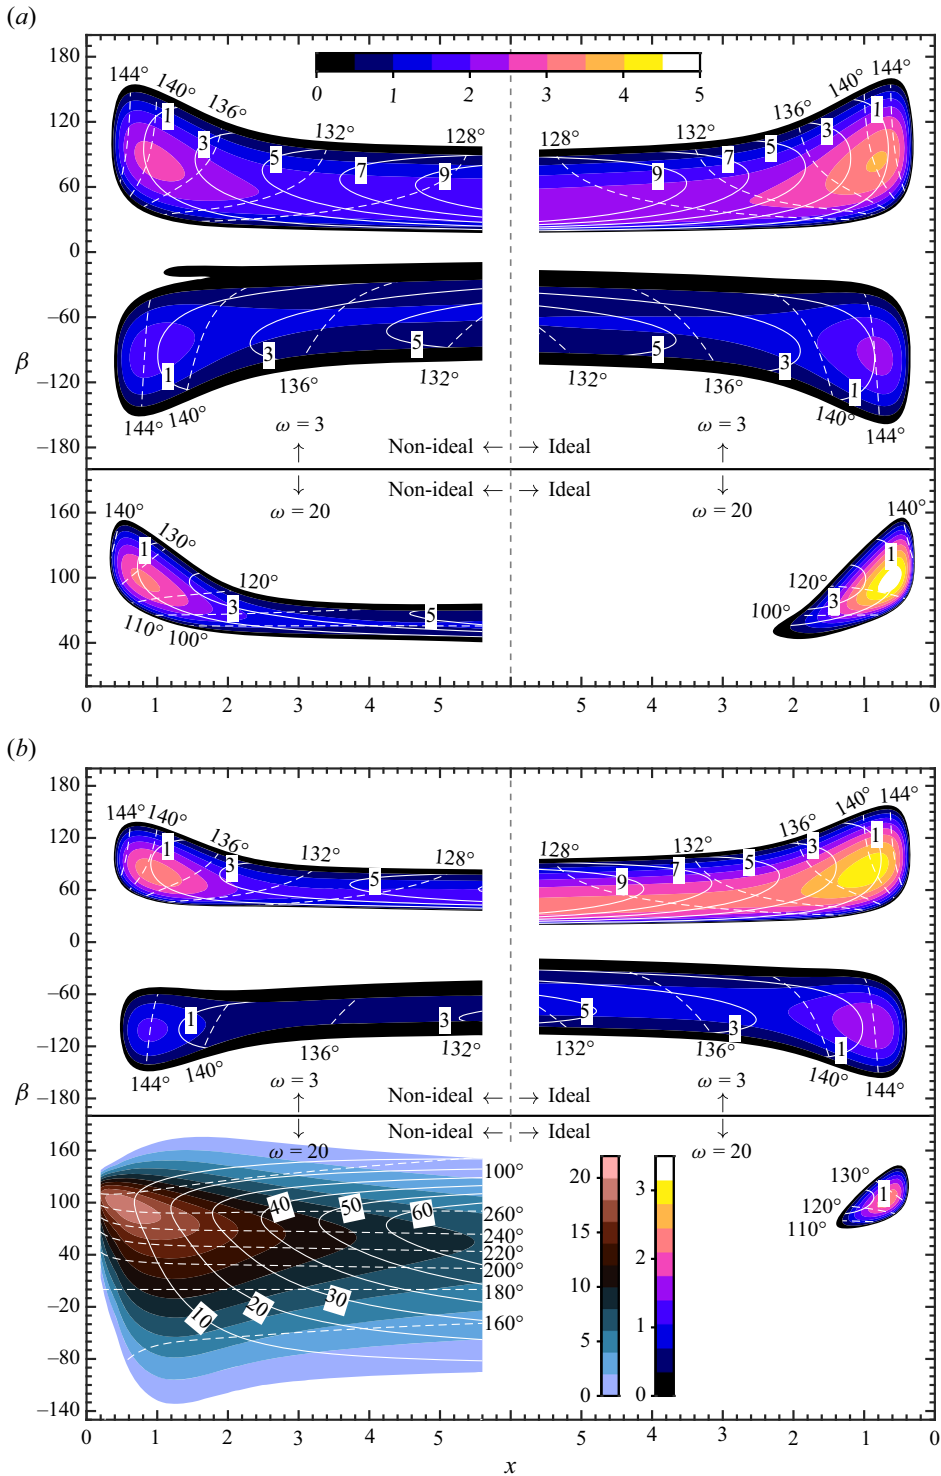 (a)
180
120
60
0
−60
−120
−180
β
0 1 2 3 4 5
144° 140° 136° 132° 128°
128° 132° 136° 140° 144°
1 3 5 7 9
9 7 5 3 1
1 3 5
5 3 1
144° 140° 136° 132°
132° 136° 140° 144°
ω = 3
ω = 3
Non-ideal ← → Ideal
↑ ↑
↓ ↓
Non-ideal ← → Ideal
ω = 20
ω = 20
160
100
40
140° 130° 120°
110° 100°
1 3 5
140°
120°
100°
1
3
0 1 2 3 4 5 5 4 3 2 1 0
(b)
180
120
60
0
−60
−120
−180
β
144° 140° 136° 132° 128°
128° 132° 136° 140° 144°
1 3 5
9 7 5 3 1
1 3
5 3 1
144° 140° 136° 132°
132° 136° 140° 144°
ω = 3
ω = 3
Non-ideal ← → Ideal
↑ ↑
↓ ↓
Non-ideal ← → Ideal
ω = 20
ω = 20
160
100
40
−20
−80
−140
100°
260°
240°
220°
200°
180°
160°
40 50 60
10 20 30
20
15
10
5
0
3
2
1
0
130°
120°
110°
1
0 1 2 3 4 5 5 4 3 2 1 0
x